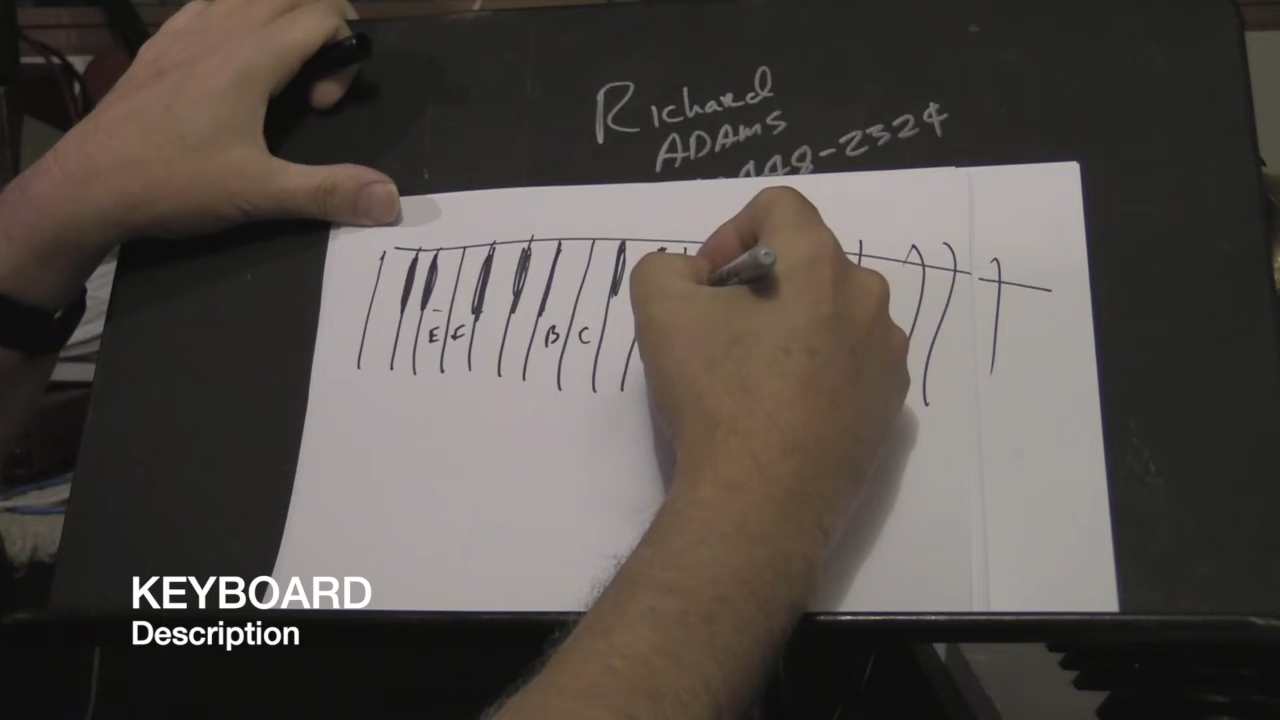 Richard
ADAMS
448-2324
E F B C
KEYBOARD
Description